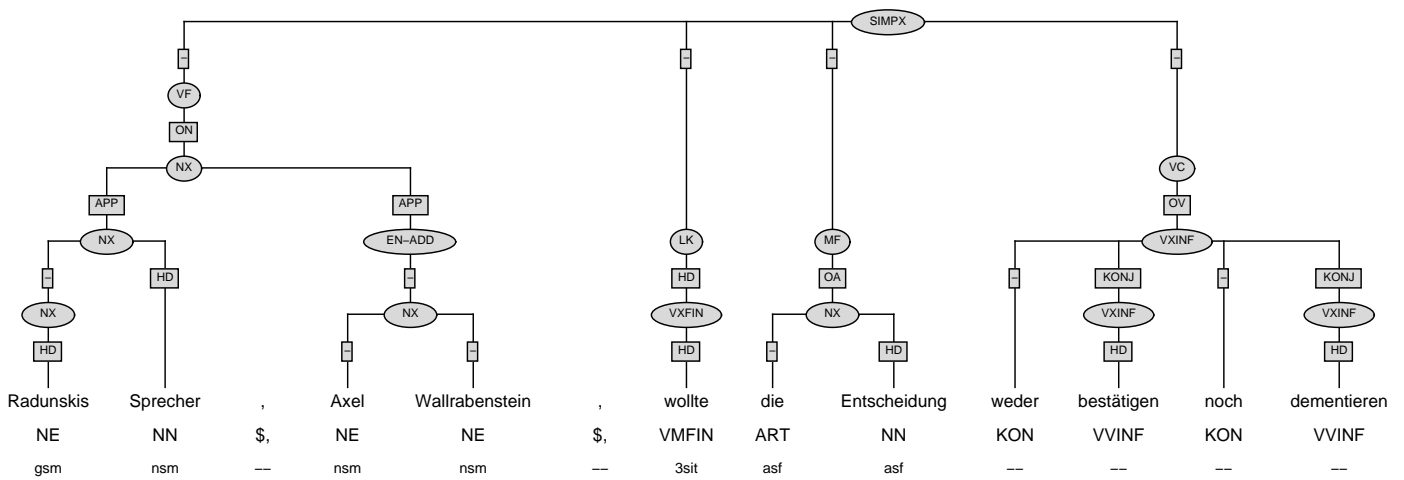 SIMPX
– – – –
VF
ON
NX VC
APP APP OV
NX EN–ADD LK MF VXINF
– HD – HD OA – KONJ – KONJ
NX NX VXFIN NX VXINF VXINF
HD – – HD – HD HD HD
Radunskis Sprecher , Axel Wallrabenstein , wollte die Entscheidung weder bestätigen noch dementieren
NE NN $, NE NE $, VMFIN ART NN KON VVINF KON VVINF
gsm nsm –– nsm nsm –– 3sit asf asf –– –– –– ––